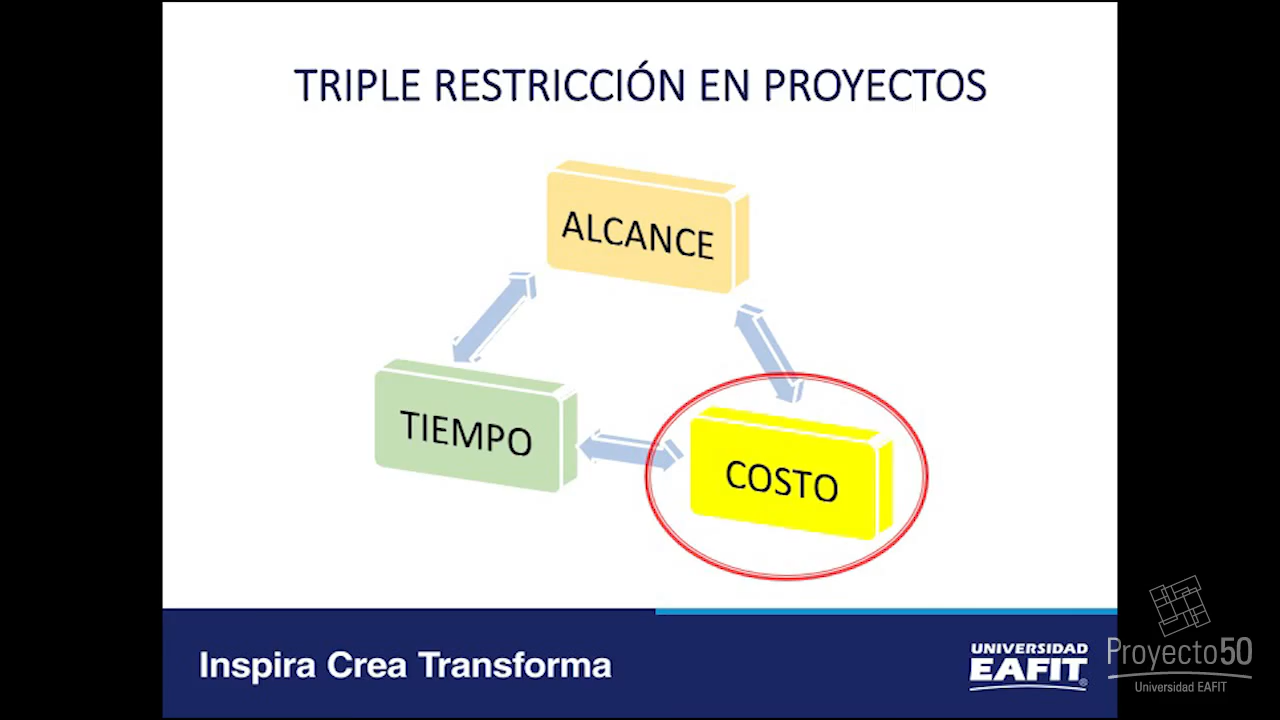 TRIPLE RESTRICCIÓN EN PROYECTOS
ALCANCE
TIEMPO
COSTO
Inspira Crea Transforma
UNIVERSIDAD
EAFIT®
Proyecto50
Universidad EAFIT